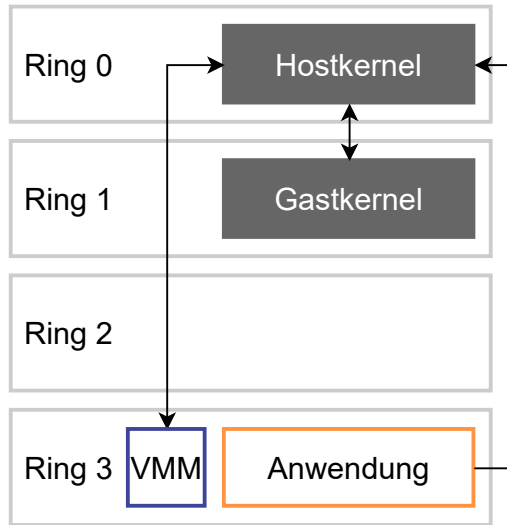 Ring 0
Hostkernel
Ring 1
Gastkernel
Ring 2
Ring 3
VMM
Anwendung